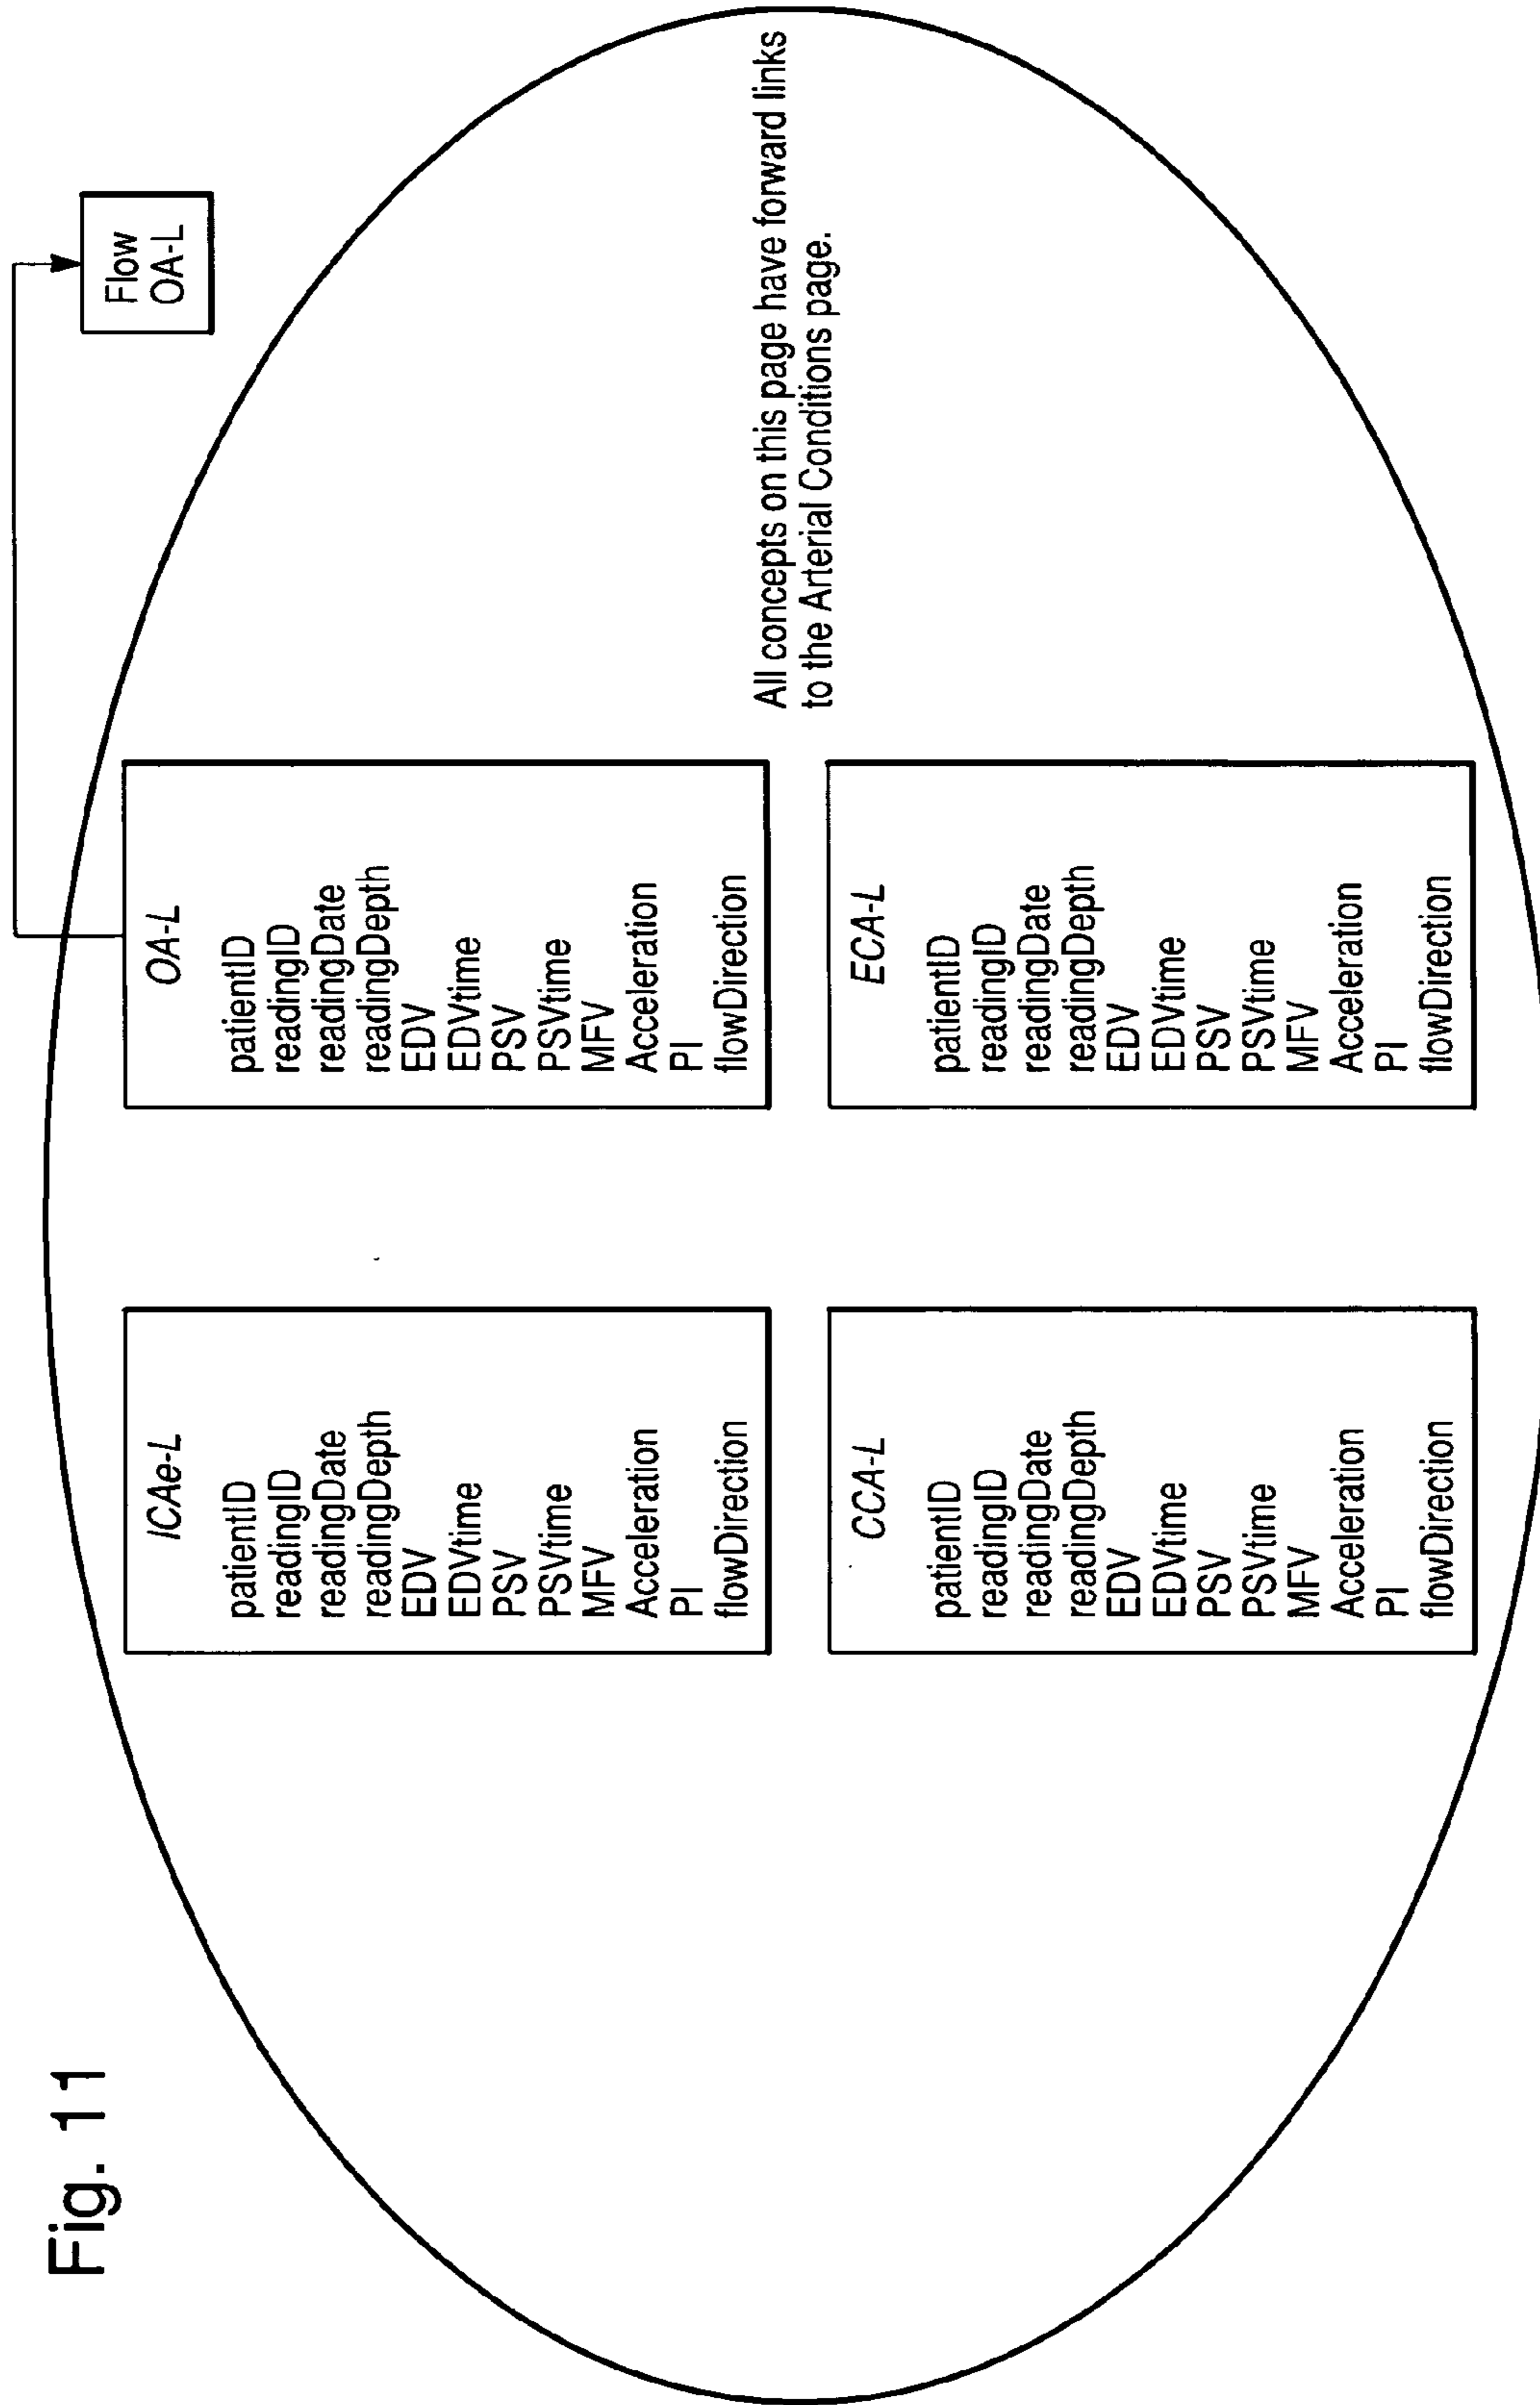 Fig. 11
Flow
OA-L
ICAe-L
patientID
readingID
readingDate
readingDepth
EDV
EDVtime
PSV
PSVtime
MFV
Acceleration
PI
flowDirection
OA-L
patientID
readingID
readingDate
readingDepth
EDV
EDVtime
PSV
PSVtime
MFV
Acceleration
PI
flowDirection
CCA-L
patientID
readingID
readingDate
readingDepth
EDV
EDVtime
PSV
PSVtime
MFV
Acceleration
PI
flowDirection
ECA-L
patientID
readingID
readingDate
readingDepth
EDV
EDVtime
PSV
PSVtime
MFV
Acceleration
PI
flowDirection
All concepts on this page have forward links
to the Arterial Conditions page.